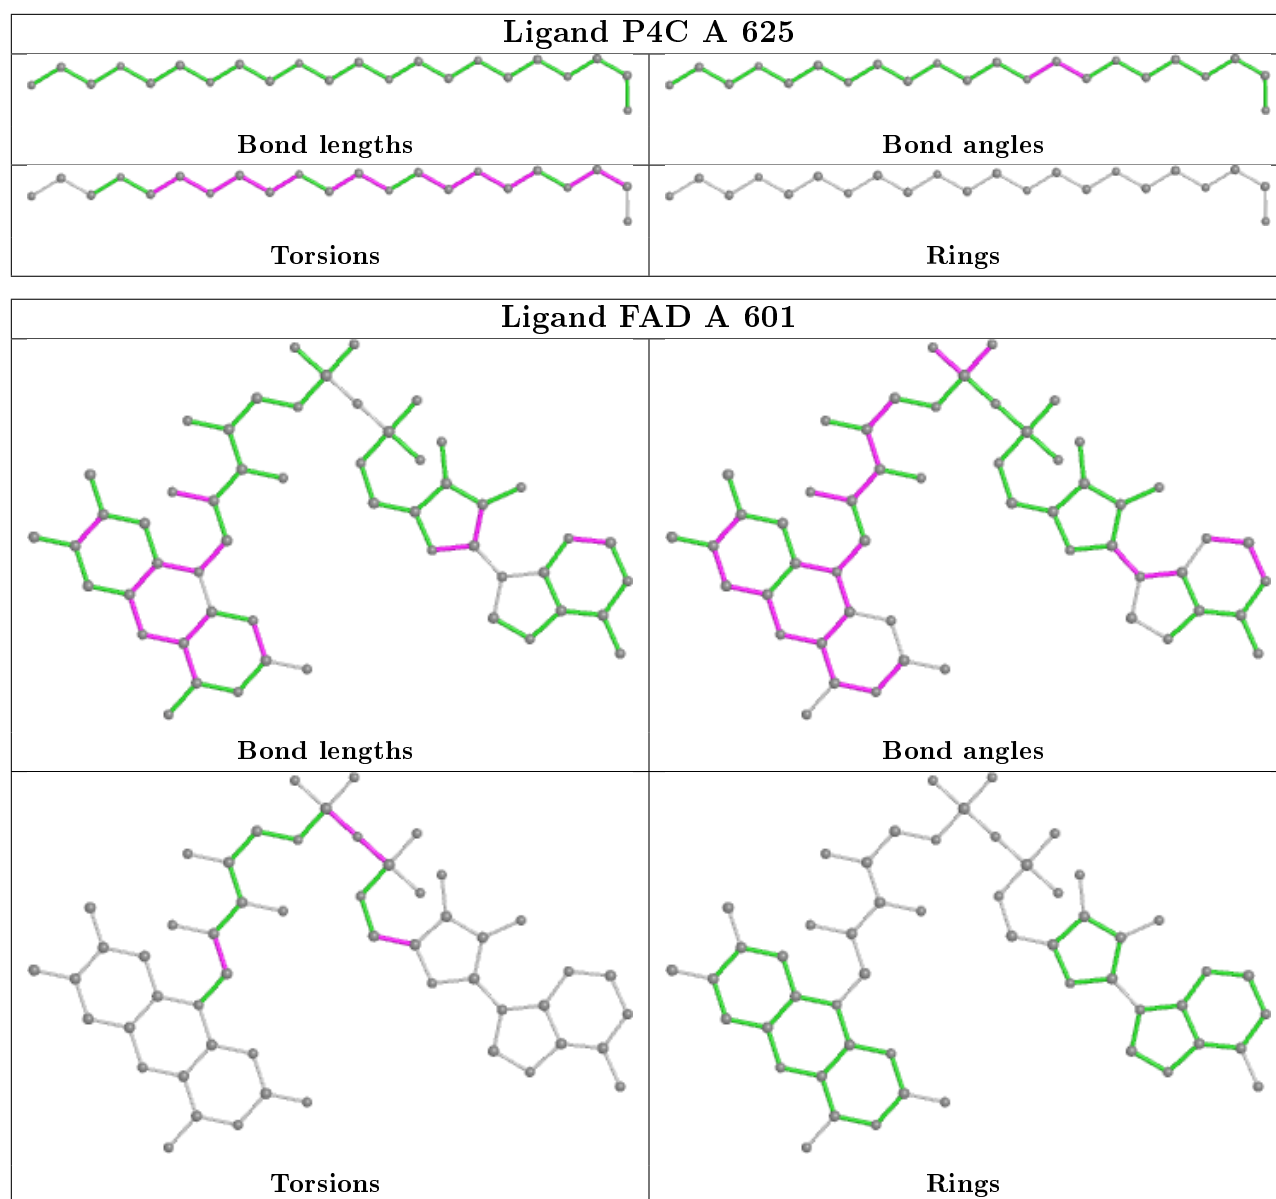 Ligand P4C A 625
Bond lengths
Bond angles
Torsions
Rings
Ligand FAD A 601
Bond lengths
Bond angles
Torsions
Rings